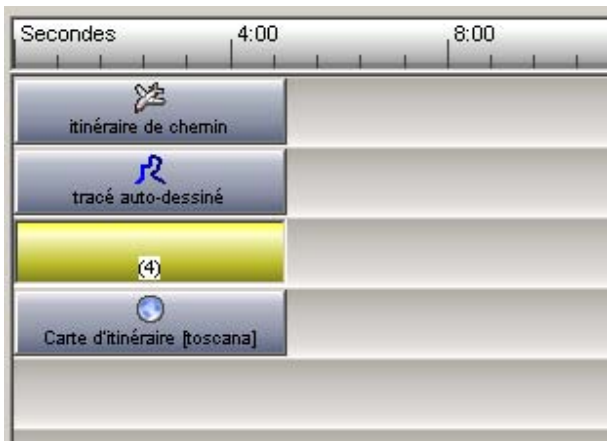 Secondes 4:00 8:00
itinéraire de chemin
tracé auto-dessiné
(4)
Carte d'itinéraire [toscana]